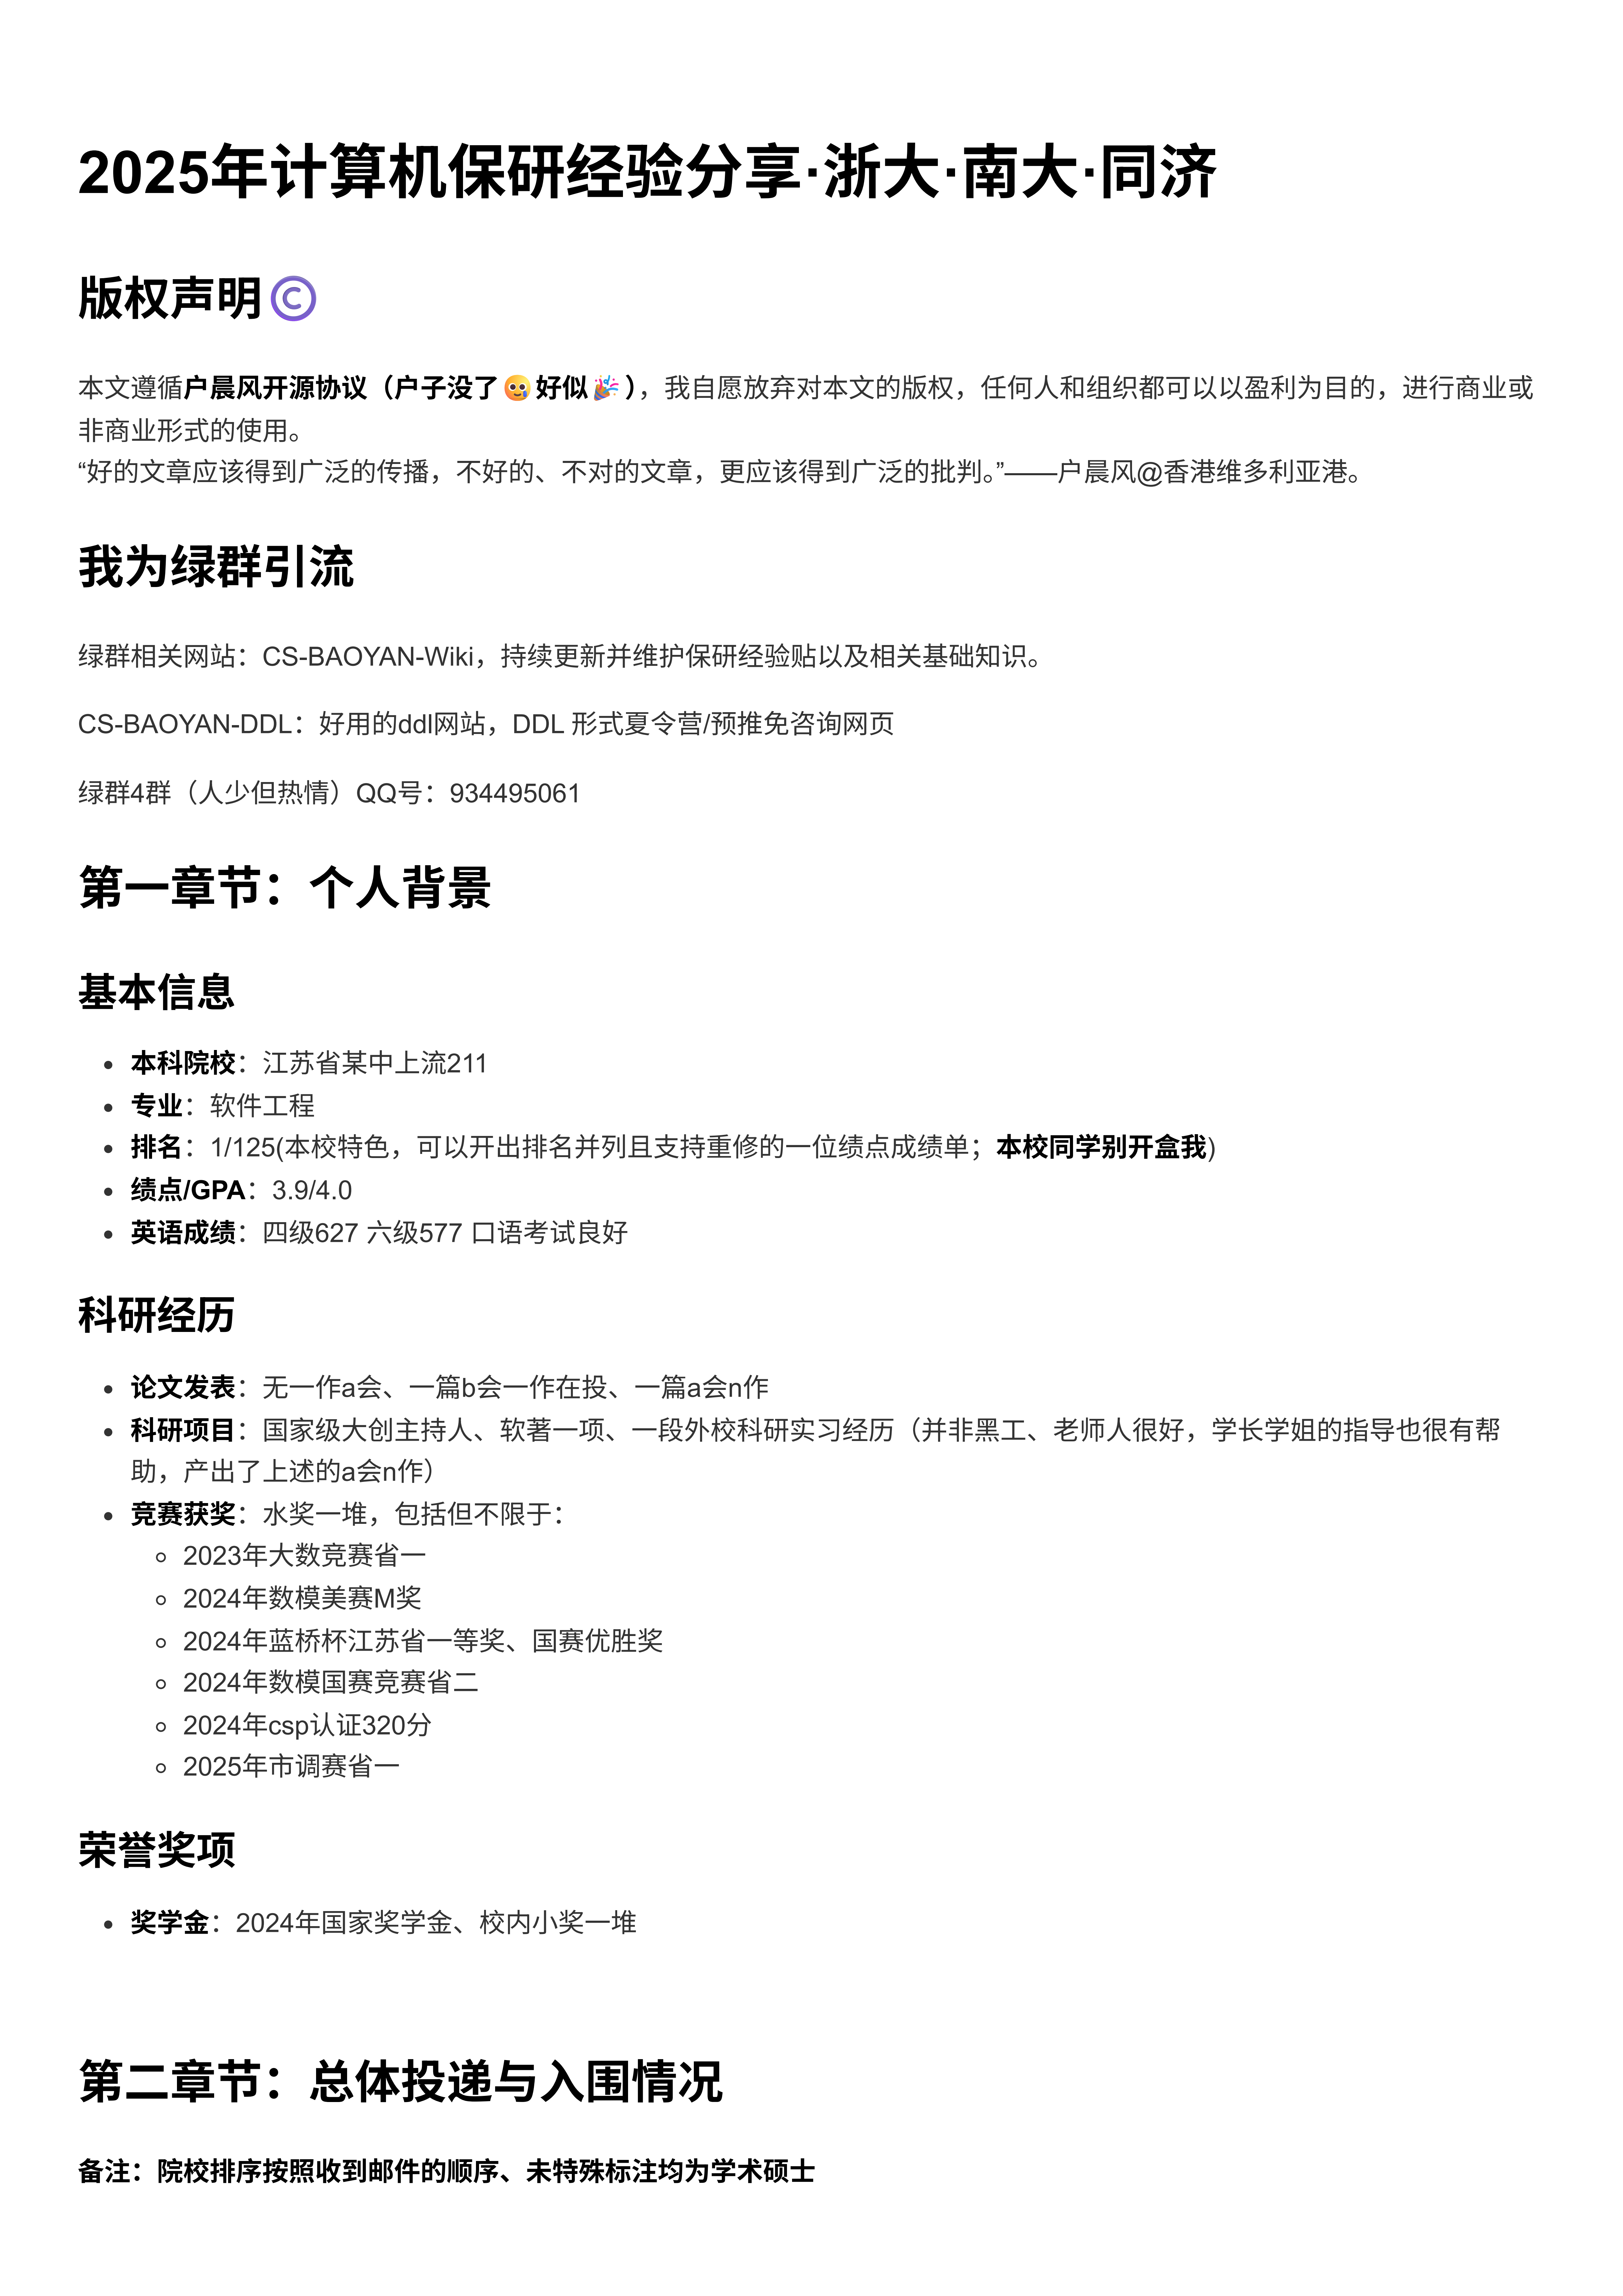 2025年计算机保研经验分享·浙大·南大·同济
版权声明©
本文遵循户晨风开源协议（户子没了🥲好似🎉），我自愿放弃对本文的版权，任何人和组织都可以以盈利为目的，进行商业或
非商业形式的使用。
“好的文章应该得到广泛的传播，不好的、不对的文章，更应该得到广泛的批判。”——户晨风@香港维多利亚港。
我为绿群引流
绿群相关网站：CS-BAOYAN-Wiki，持续更新并维护保研经验贴以及相关基础知识。
CS-BAOYAN-DDL：好用的ddl网站，DDL 形式夏令营/预推免咨询网页
绿群4群（人少但热情）QQ号：934495061
第一章节：个人背景
基本信息
• 本科院校：江苏省某中上流211
• 专业：软件工程
• 排名：1/125(本校特色，可以开出排名并列且支持重修的一位绩点成绩单；本校同学别开盒我)
• 绩点/GPA：3.9/4.0
• 英语成绩：四级627 六级577 口语考试良好
科研经历
• 论文发表：无一作a会、一篇b会一作在投、一篇a会n作
• 科研项目：国家级大创主持人、软著一项、一段外校科研实习经历（并非黑工、老师人很好，学长学姐的指导也很有帮
助，产出了上述的a会n作）
• 竞赛获奖：水奖一堆，包括但不限于：
◦ 2023年大数竞赛省一
◦ 2024年数模美赛M奖
◦ 2024年蓝桥杯江苏省一等奖、国赛优胜奖
◦ 2024年数模国赛竞赛省二
◦ 2024年csp认证320分
◦ 2025年市调赛省一
荣誉奖项
• 奖学金：2024年国家奖学金、校内小奖一堆
第二章节：总体投递与入围情况
备注：院校排序按照收到邮件的顺序、未特殊标注均为学术硕士